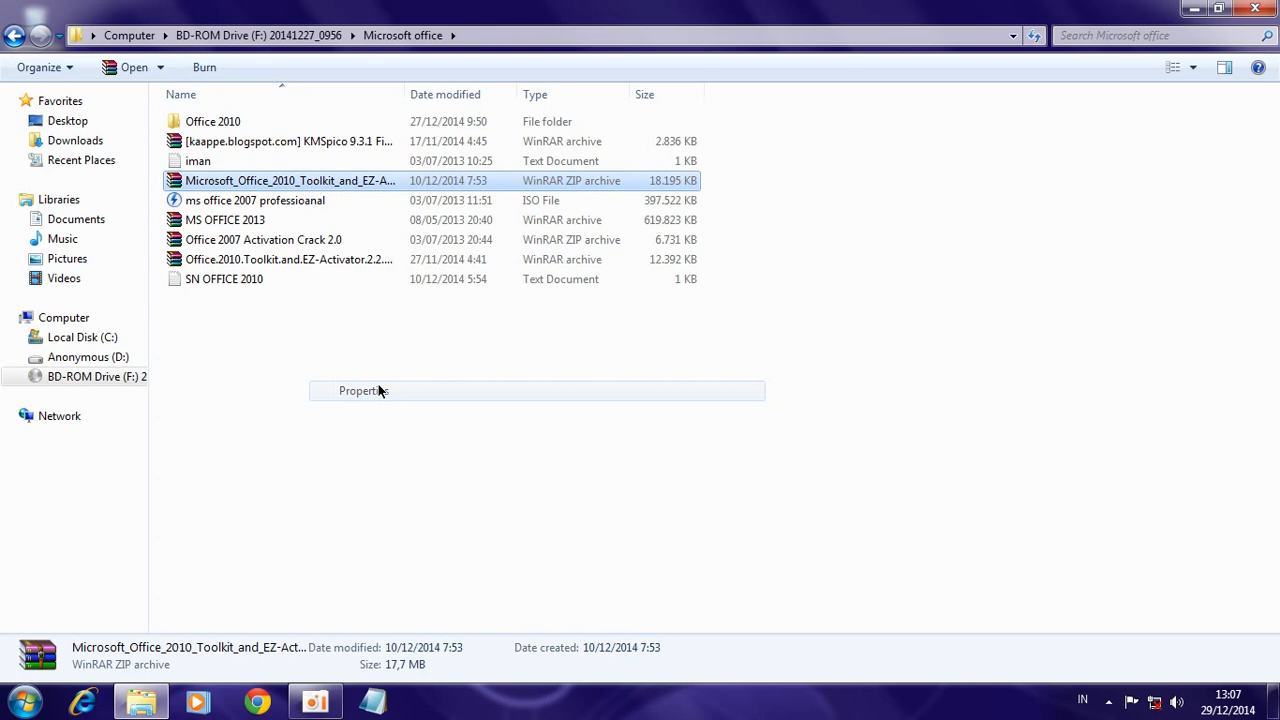 Computer BD-ROM Drive (F:) 20141227_0956 Microsoft office Search Microsoft office
Organize Open Burn
Name Date modified Type Size
Favorites
Desktop
Downloads
Recent Places
Libraries
Documents
Music
Pictures
Videos
Computer
Local Disk (C:)
Anonymous (D:)
BD-ROM Drive (F:) 2
Network
Office 2010 27/12/2014 9:50 File folder
[kaappe.blogspot.com] KMSpico 9.3.1 Fi... 17/11/2014 4:45 WinRAR archive 2.836 KB
iman 03/07/2013 10:25 Text Document 1 KB
Microsoft_Office_2010_Toolkit_and_EZ-A... 10/12/2014 7:53 WinRAR ZIP archive 18.195 KB
ms office 2007 professioanal 03/07/2013 11:51 ISO File 397.522 KB
MS OFFICE 2013 08/05/2013 20:40 WinRAR archive 619.823 KB
Office 2007 Activation Crack 2.0 03/07/2013 20:44 WinRAR ZIP archive 6.731 KB
Office.2010.Toolkit.and.EZ-Activator.2.2.... 27/11/2014 4:41 WinRAR archive 12.392 KB
SN OFFICE 2010 10/12/2014 5:54 Text Document 1 KB
Properties
Microsoft_Office_2010_Toolkit_and_EZ-Act... Date modified: 10/12/2014 7:53 Date created: 10/12/2014 7:53
WinRAR ZIP archive Size: 17,7 MB
IN 13:07
29/12/2014